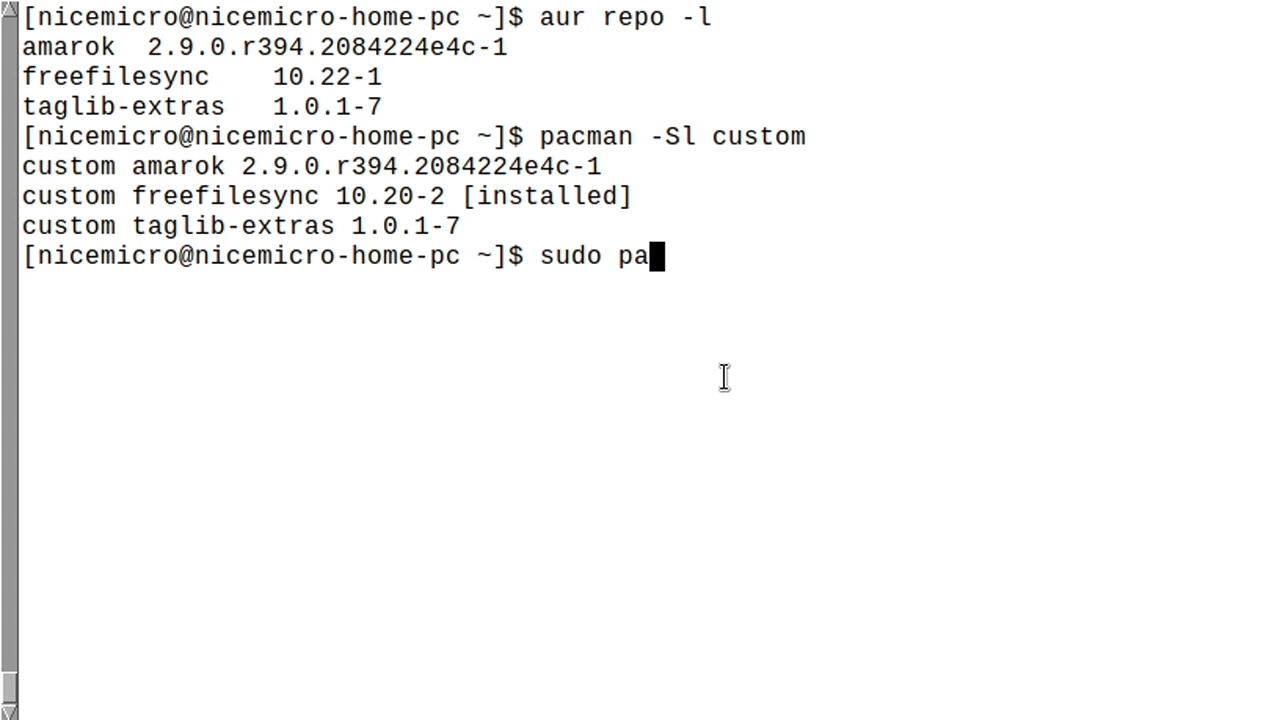 [nicemicro@nicemicro-home-pc ~]$ aur repo -l
amarok  2.9.0.r394.2084224e4c-1
freefilesync    10.22-1
taglib-extras   1.0.1-7
[nicemicro@nicemicro-home-pc ~]$ pacman -Sl custom
custom amarok 2.9.0.r394.2084224e4c-1
custom freefilesync 10.20-2 [installed]
custom taglib-extras 1.0.1-7
[nicemicro@nicemicro-home-pc ~]$ sudo pa